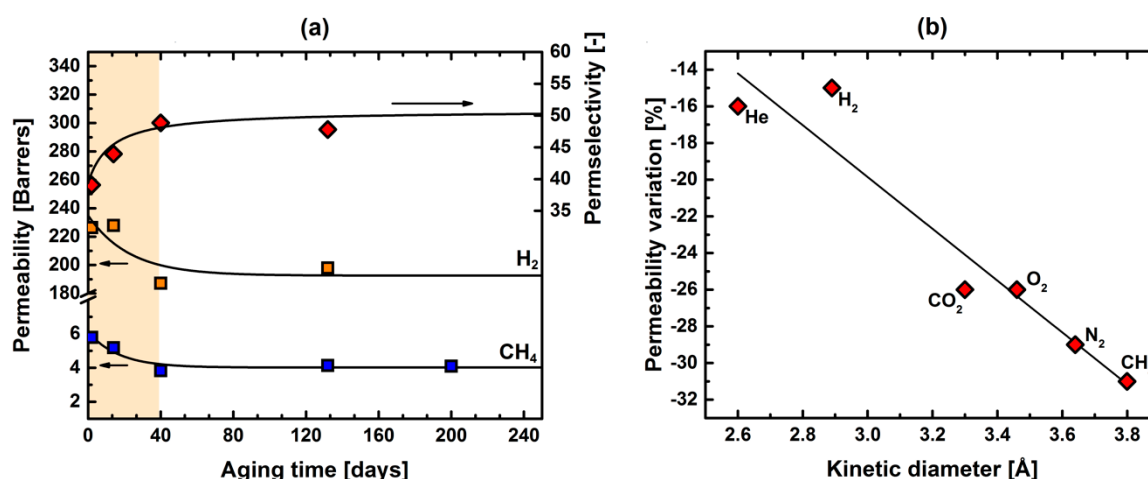 (a)
Permeability [Barrers]
340
320
300
280
260
240
220
200
180
6
4
2
0 40 80 120 160 200 240
Aging time [days]
60
55
50
45
40
35
Permselectivity [-]
H2
CH4
(b)
Permeability variation [%]
-14
-16
-18
-20
-22
-24
-26
-28
-30
-32
He
H2
CO2
O2
N2
CH
2.6 2.8 3.0 3.2 3.4 3.6 3.8
Kinetic diameter [Å]